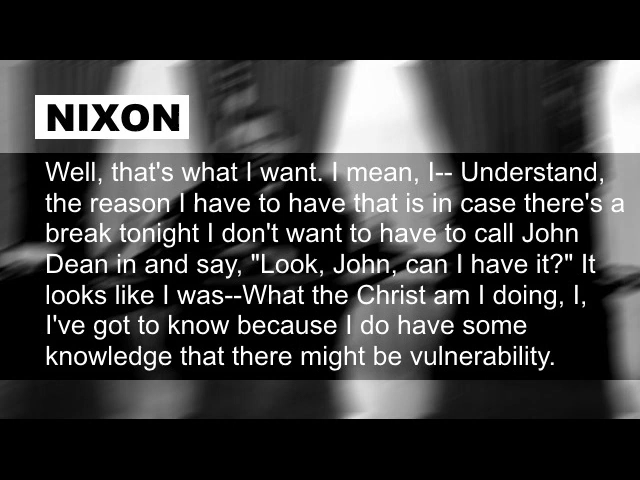 NIXON
Well, that's what I want. I mean, I-- Understand,
the reason I have to have that is in case there's a
break tonight I don't want to have to call John
Dean in and say, "Look, John, can I have it?" It
looks like I was--What the Christ am I doing, I,
I've got to know because I do have some
knowledge that there might be vulnerability.